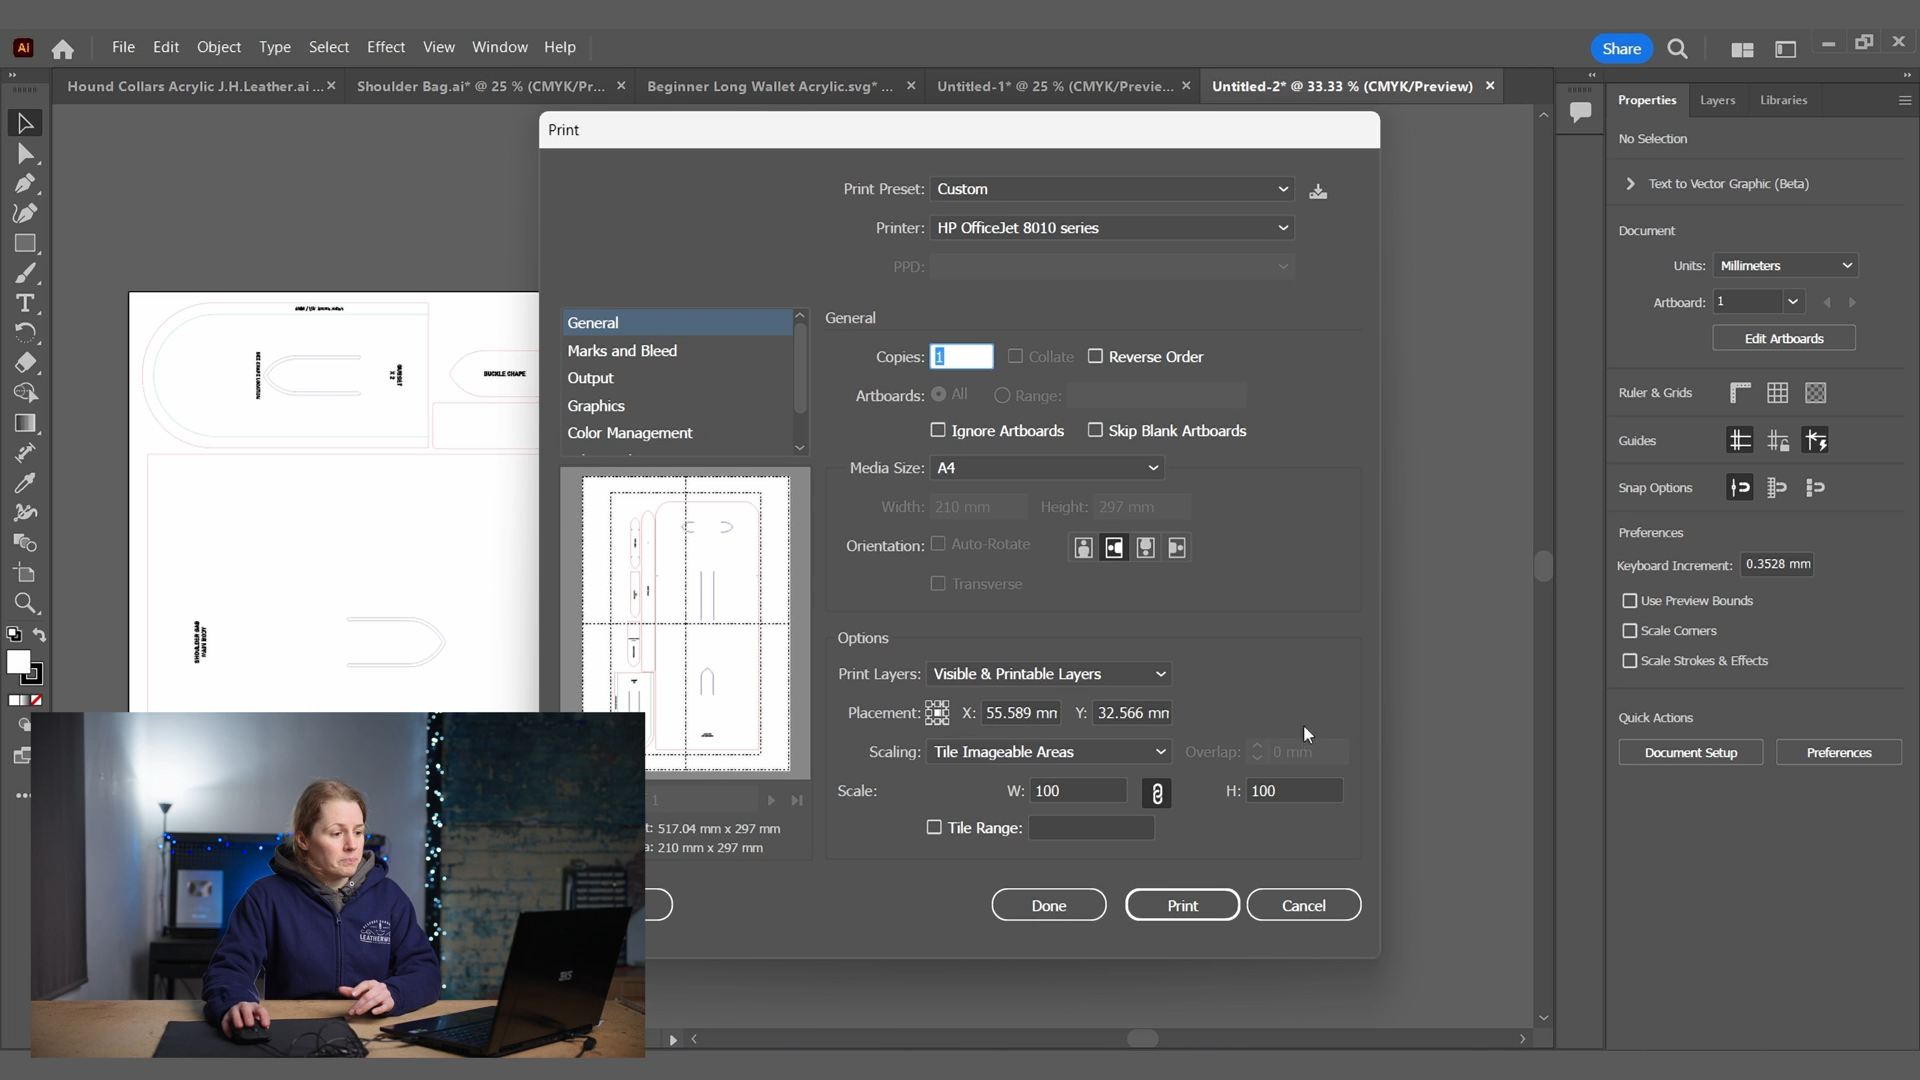 Ai
File Edit Object Type Select Effect View Window Help
Share
Hound Collars Acrylic J.H.Leather.ai ... ×
Shoulder Bag.ai* @ 25 % (CMYK/Pr... ×
Beginner Long Wallet Acrylic.svg* ... ×
Untitled-1* @ 25 % (CMYK/Previe... ×
Untitled-2* @ 33.33 % (CMYK/Preview) ×
Print
Print Preset: Custom
Printer: HP OfficeJet 8010 series
PPD:
General
Marks and Bleed
Output
Graphics
Color Management
General
Copies: 1 Collate Reverse Order
Artboards: All Range:
Ignore Artboards Skip Blank Artboards
Media Size: A4
Width: 210 mm Height: 297 mm
Orientation: Auto-Rotate
Transverse
Options
Print Layers: Visible & Printable Layers
Placement: X: 55.589 mm Y: 32.566 mm
Scaling: Tile Imageable Areas Overlap: 0 mm
Scale: W: 100 H: 100
Tile Range:
1
t: 517.04 mm x 297 mm
a: 210 mm x 297 mm
Done Print Cancel
BUCKLE CHAPE
GUSSET
X 2
SHOULDER BAG
MAIN BODY
Properties Layers Libraries
No Selection
Text to Vector Graphic (Beta)
Document
Units: Millimeters
Artboard: 1
Edit Artboards
Ruler & Grids
Guides
Snap Options
Preferences
Keyboard Increment: 0.3528 mm
Use Preview Bounds
Scale Corners
Scale Strokes & Effects
Quick Actions
Document Setup Preferences